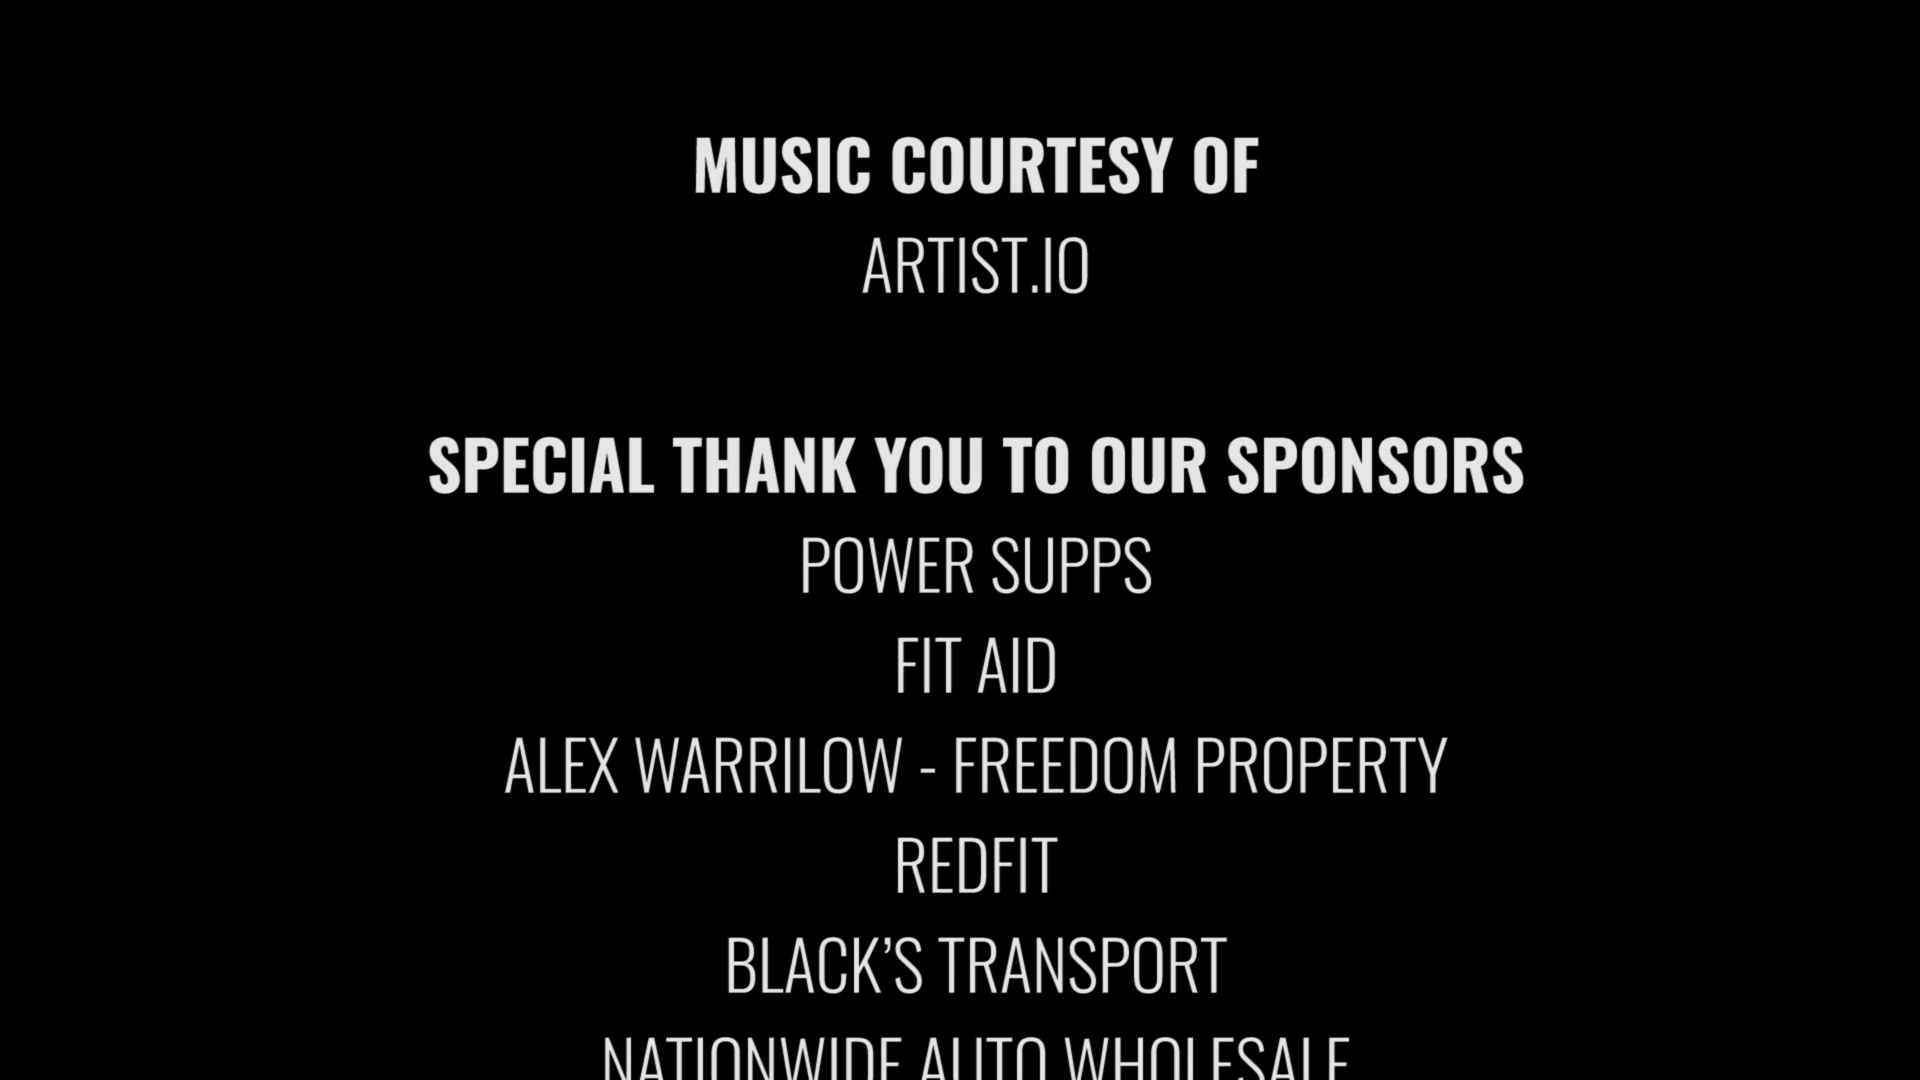 MUSIC COURTESY OF
ARTIST.IO
SPECIAL THANK YOU TO OUR SPONSORS
POWER SUPPS
FIT AID
ALEX WARRILOW - FREEDOM PROPERTY
REDFIT
BLACK’S TRANSPORT
NATIONWIDE AUTO WHOLESALE